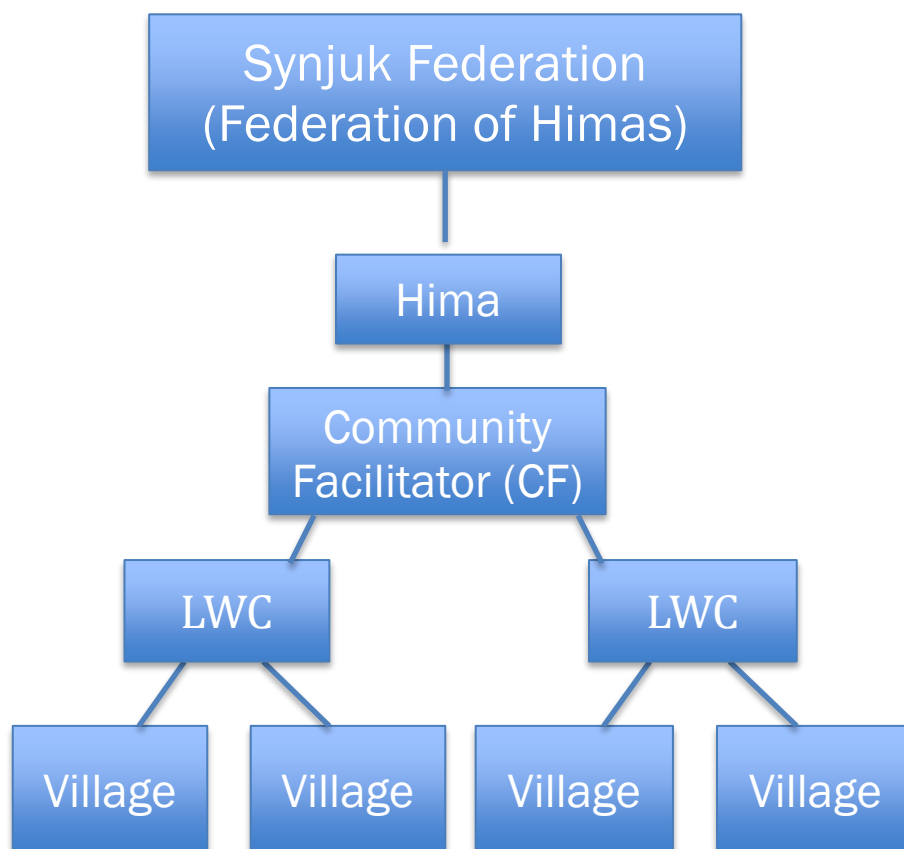 Synjuk Federation
(Federation of Himas)
Hima
Community
Facilitator (CF)
LWC
LWC
Village
Village
Village
Village